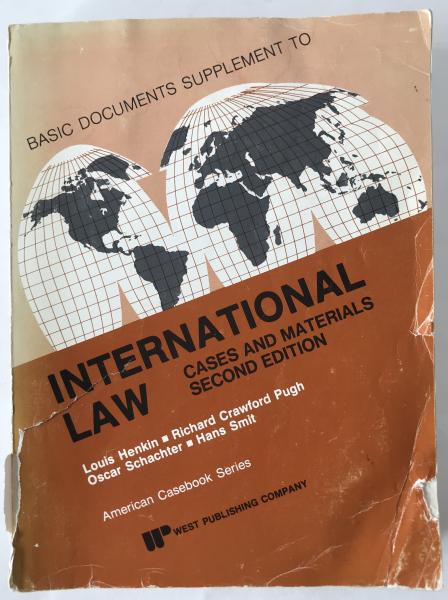 BASIC DOCUMENTS SUPPLEMENT TO
INTERNATIONAL
LAW
CASES AND MATERIALS
SECOND EDITION
Louis Henkin ■ Richard Crawford Pugh
Oscar Schachter ■ Hans Smit
American Casebook Series
WP WEST PUBLISHING COMPANY